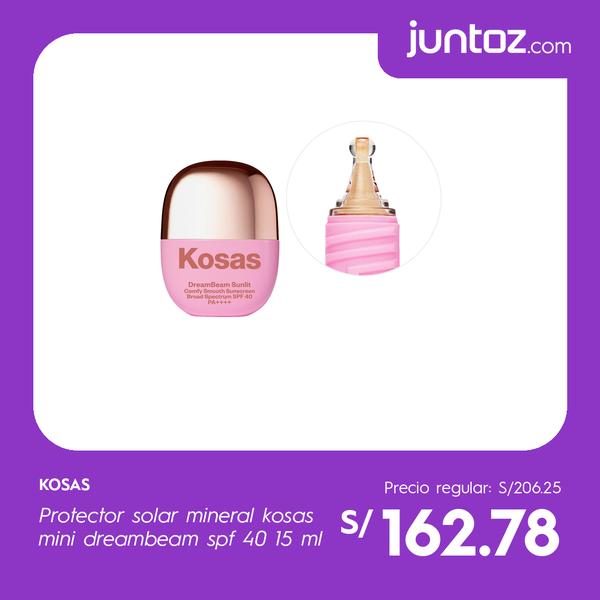 juntoz.com
Kosas
DreamBeam Sunlit
Comfy Smooth Sunscreen
Broad Spectrum SPF 40
PA++++
KOSAS
Protector solar mineral kosas
mini dreambeam spf 40 15 ml
Precio regular: S/206.25
S/162.78